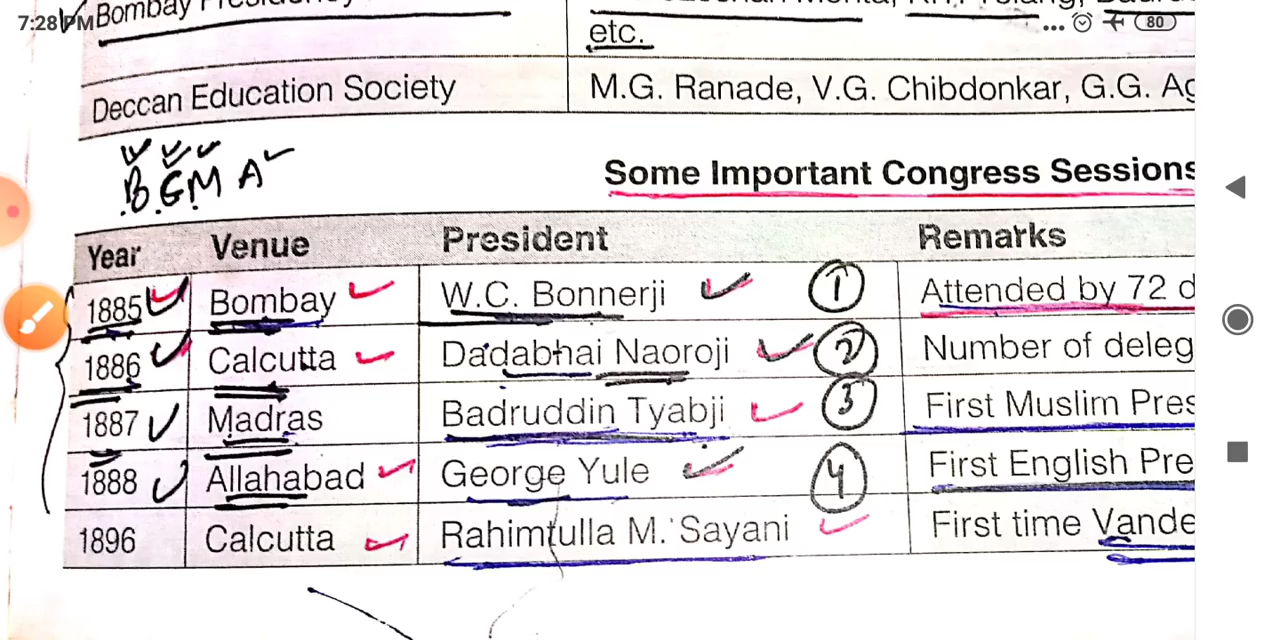 7:28 PM Bombay 80
etc.
Deccan Education Society M.G. Ranade, V.G. Chibdonkar, G.G.
B M A
Some Important Congress Sessions
Year Venue President Remarks
1885 Bombay W.C. Bonnerji 1 Attended by 72 d
1886 Calcutta Dadabhai Naoroji 2 Number of deleg
1887 Madras Badruddin Tyabji 3 First Muslim Pres
1888 Allahabad George Yule 4 First English Pre
1896 Calcutta Rahimtulla M. Sayani First time Vande